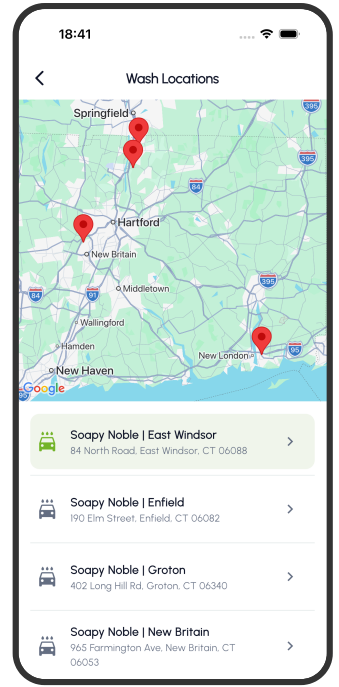 18:41
Wash Locations
Springfield
395
395
84
Hartford
New Britain
395
84
91
Middletown
Wallingford
Hamden
New London
95
New Haven
Google
Soapy Noble | East Windsor
84 North Road, East Windsor, CT 06088
Soapy Noble | Enfield
190 Elm Street, Enfield, CT 06082
Soapy Noble | Groton
402 Long Hill Rd, Groton, CT 06340
Soapy Noble | New Britain
965 Farmington Ave, New Britain, CT
06053